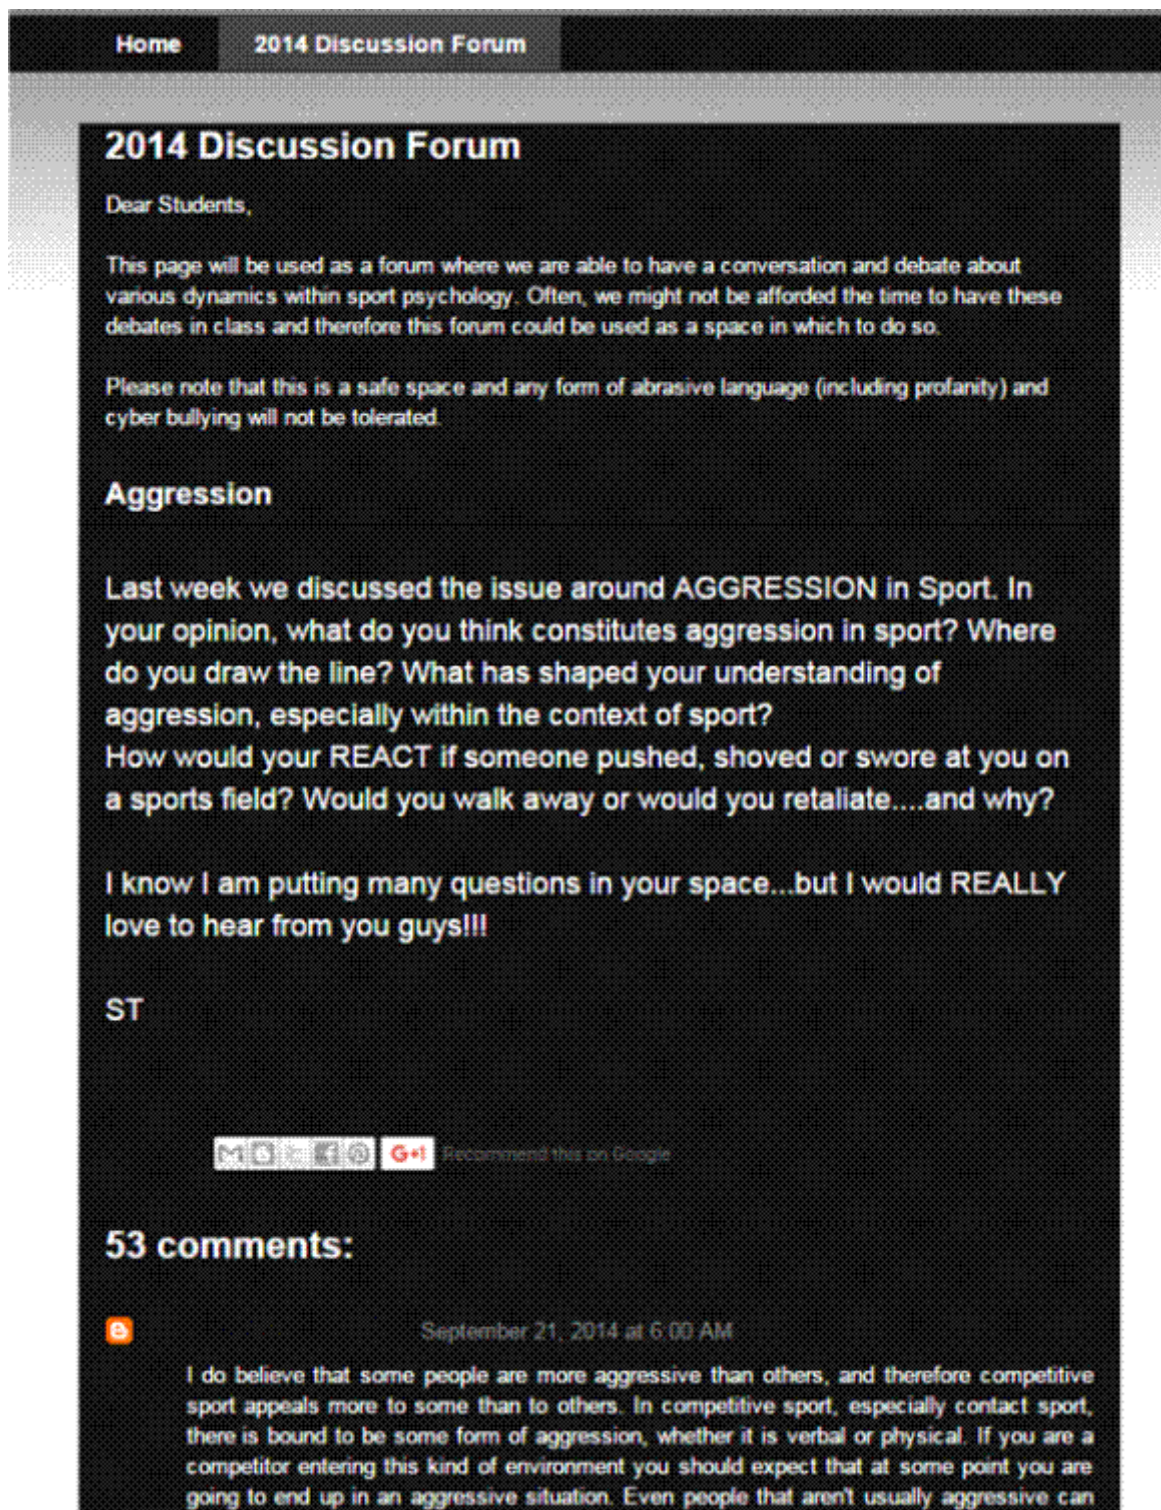 Home 2014 Discussion Forum
2014 Discussion Forum
Dear Students,
This page will be used as a forum where we are able to have a conversation and debate about
various dynamics within sport psychology. Often, we might not be afforded the time to have these
debates in class and therefore this forum could be used as a space in which to do so.
Please note that this is a safe space and any form of abrasive language (including profanity) and
cyber bullying will not be tolerated.
Aggression
Last week we discussed the issue around AGGRESSION in Sport. In
your opinion, what do you think constitutes aggression in sport? Where
do you draw the line? What has shaped your understanding of
aggression, especially within the context of sport?
How would your REACT if someone pushed, shoved or swore at you on
a sports field? Would you walk away or would you retaliate....and why?
I know I am putting many questions in your space...but I would REALLY
love to hear from you guys!!!
ST
G+1 Recommend this on Google
53 comments:
September 21, 2014 at 6:00 AM
I do believe that some people are more aggressive than others, and therefore competitive
sport appeals more to some than to others. In competitive sport, especially contact sport,
there is bound to be some form of aggression, whether it is verbal or physical. If you are a
competitor entering this kind of environment you should expect that at some point you are
going to end up in an aggressive situation. Even people that aren't usually aggressive can